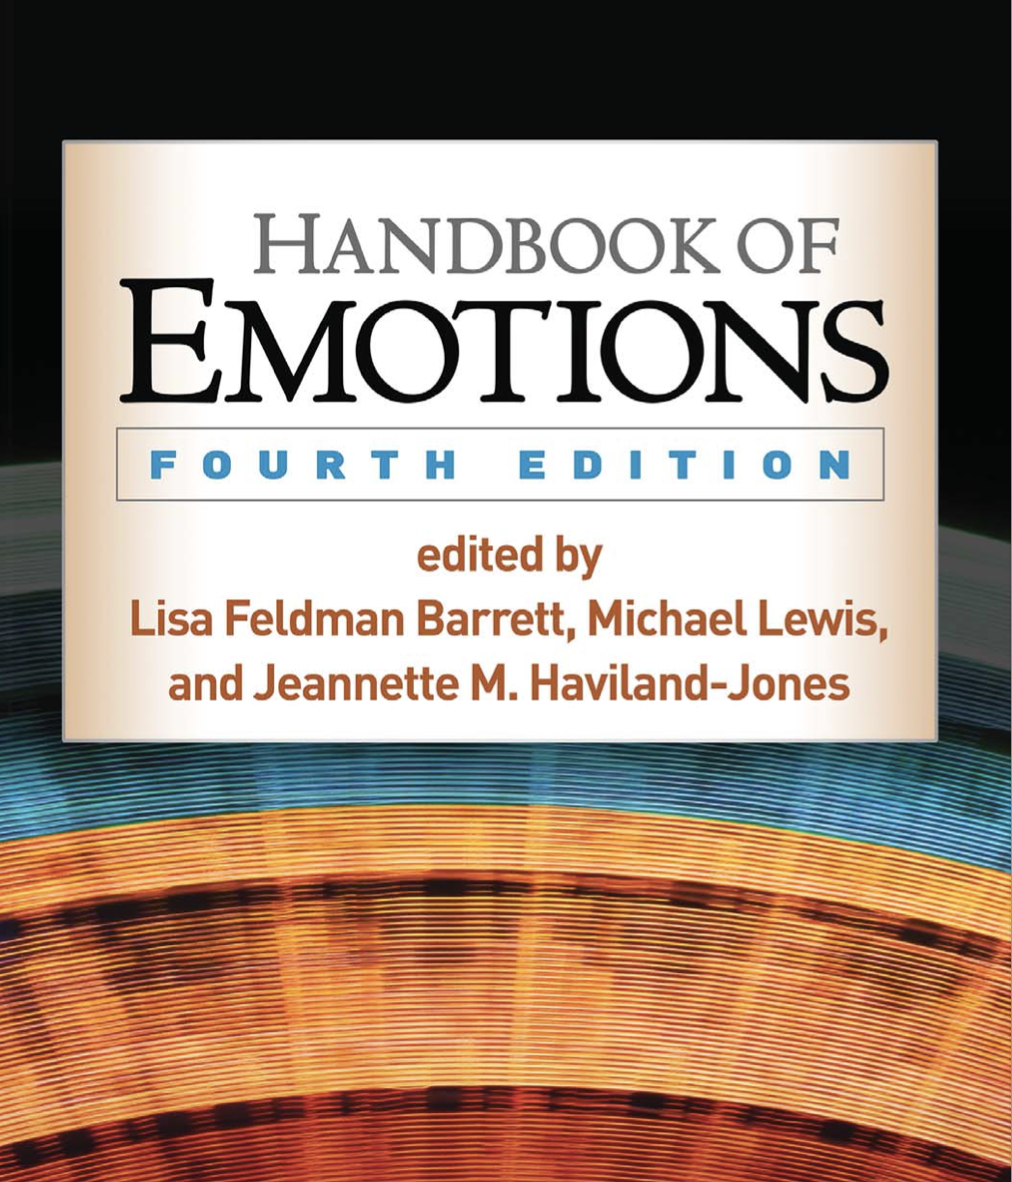 HANDBOOK OF
EMOTIONS
FOURTH EDITION
edited by
Lisa Feldman Barrett, Michael Lewis,
and Jeannette M. Haviland-Jones